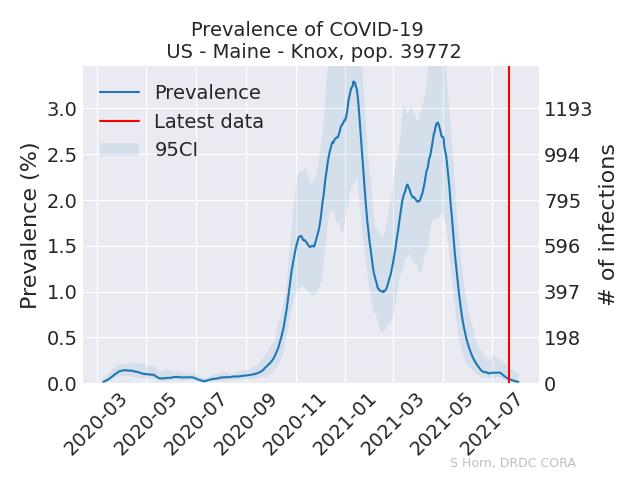 Prevalence of COVID-19
US - Maine - Knox, pop. 39772
Prevalence
Latest data
95CI
Prevalence (%)
3.0
2.5
2.0
1.5
1.0
0.5
0.0
1193
994
795
596
397
198
0
# of infections
2020-03
2020-05
2020-07
2020-09
2020-11
2021-01
2021-03
2021-05
2021-07
S Horn, DRDC CORA